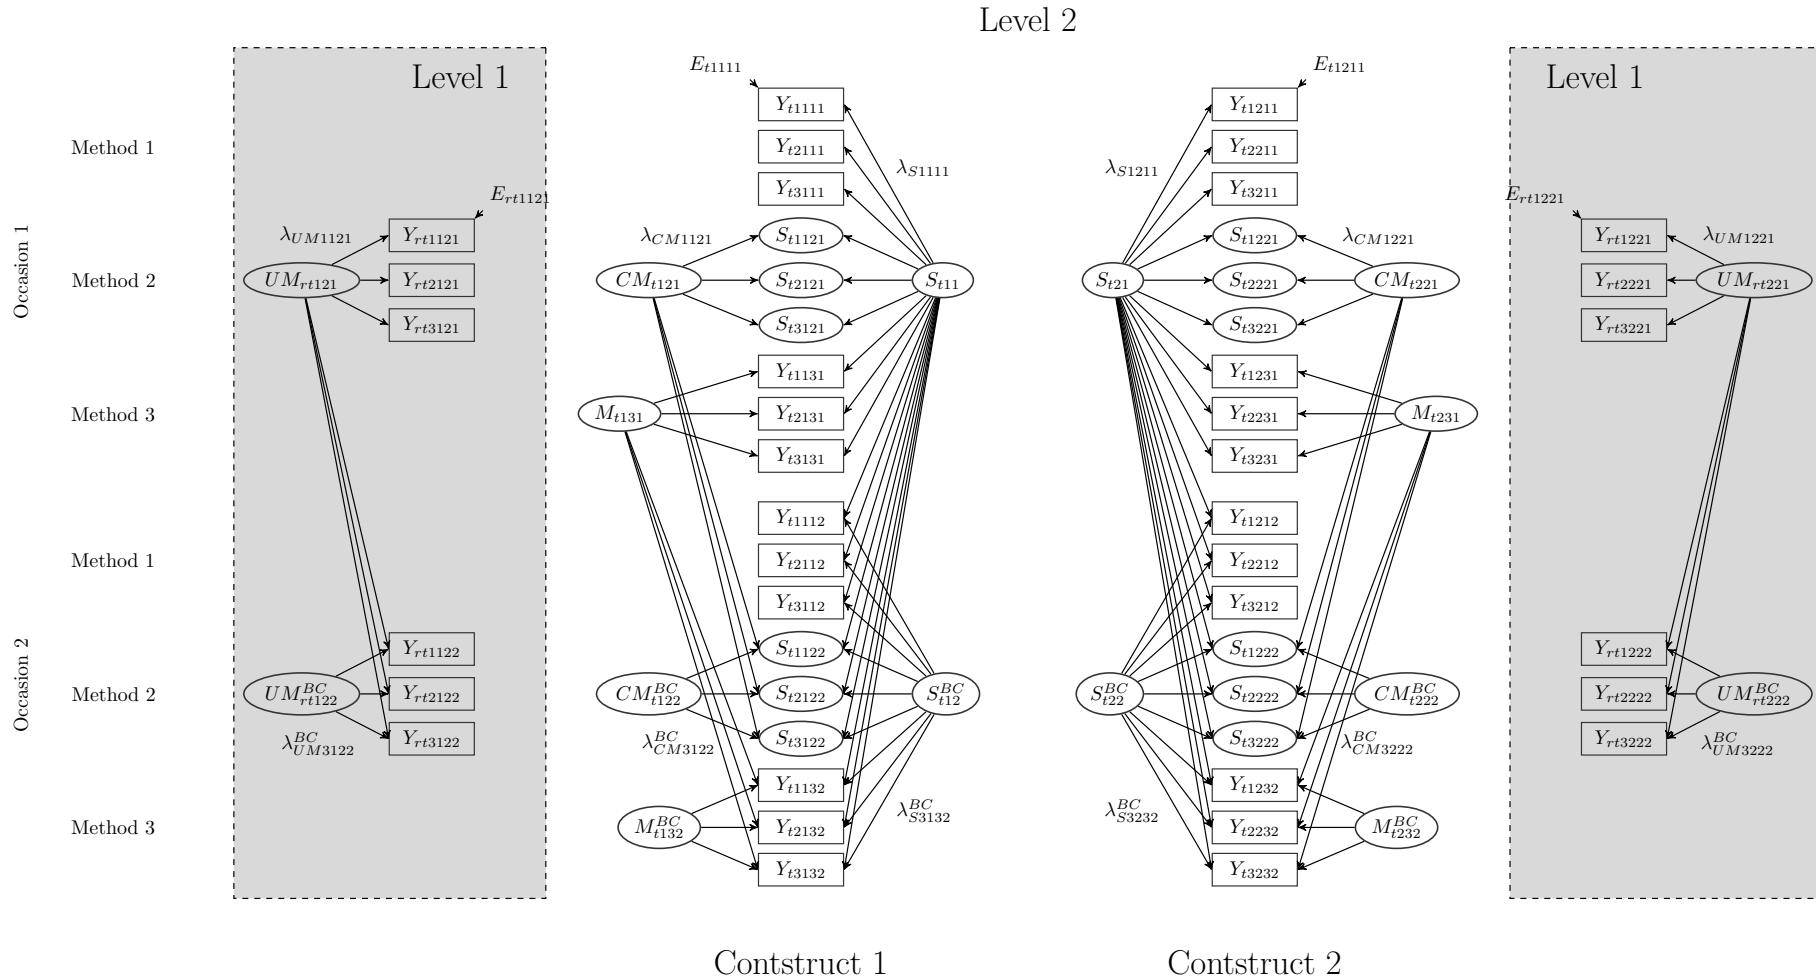 Level 2
Level 1
Level 1
E_{t1111}
E_{t1211}
Y_{t1111}
Y_{t1211}
Method 1
Y_{t2111}
Y_{t2211}
λ_{S1111}
λ_{S1211}
Y_{t3111}
Y_{t3211}
E_{rt1121}
E_{rt1221}
Occasion 1
λ_{UM1121}
Y_{rt1121}
λ_{CM1121}
S_{t1121}
S_{t1221}
λ_{CM1221}
Y_{rt1221}
λ_{UM1221}
Method 2
UM_{rt121}
Y_{rt2121}
CM_{t121}
S_{t2121}
S_{t11}
S_{t21}
S_{t2221}
CM_{t221}
Y_{rt2221}
UM_{rt221}
Y_{rt3121}
S_{t3121}
S_{t3221}
Y_{rt3221}
Y_{t1131}
Y_{t1231}
Method 3
M_{t131}
Y_{t2131}
Y_{t2231}
M_{t231}
Y_{t3131}
Y_{t3231}
Y_{t1112}
Y_{t1212}
Method 1
Y_{t2112}
Y_{t2212}
Y_{t3112}
Y_{t3212}
Occasion 2
Y_{rt1122}
S_{t1122}
S_{t1222}
Y_{rt1222}
Method 2
UM^{BC}_{rt122}
Y_{rt2122}
CM^{BC}_{t122}
S_{t2122}
S^{BC}_{t12}
S^{BC}_{t22}
S_{t2222}
CM^{BC}_{t222}
Y_{rt2222}
UM^{BC}_{rt222}
λ^{BC}_{UM3122}
Y_{rt3122}
λ^{BC}_{CM3122}
S_{t3122}
S_{t3222}
λ^{BC}_{CM3222}
Y_{rt3222}
λ^{BC}_{UM3222}
Y_{t1132}
Y_{t1232}
λ^{BC}_{S3132}
λ^{BC}_{S3232}
Method 3
M^{BC}_{t132}
Y_{t2132}
Y_{t2232}
M^{BC}_{t232}
Y_{t3132}
Y_{t3232}
Contstruct 1
Contstruct 2